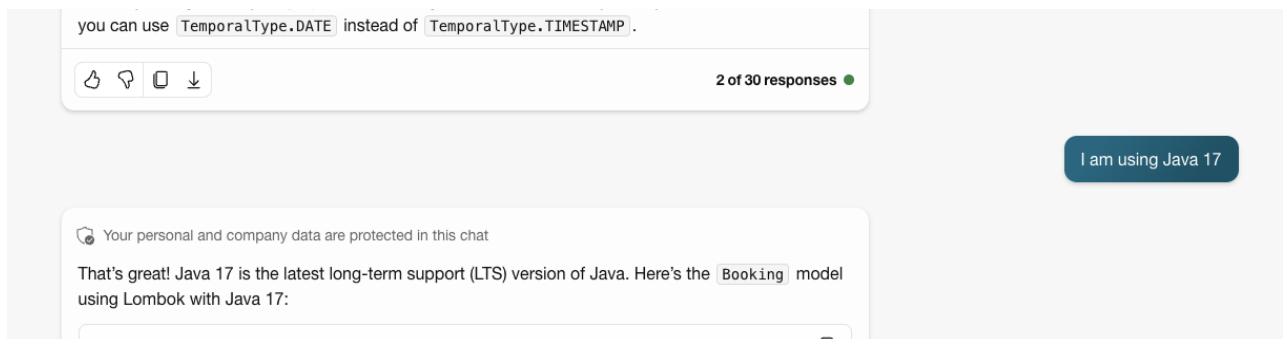 you can use TemporalType.DATE instead of TemporalType.TIMESTAMP.
2 of 30 responses
I am using Java 17
Your personal and company data are protected in this chat
That's great! Java 17 is the latest long-term support (LTS) version of Java. Here's the Booking model
using Lombok with Java 17: